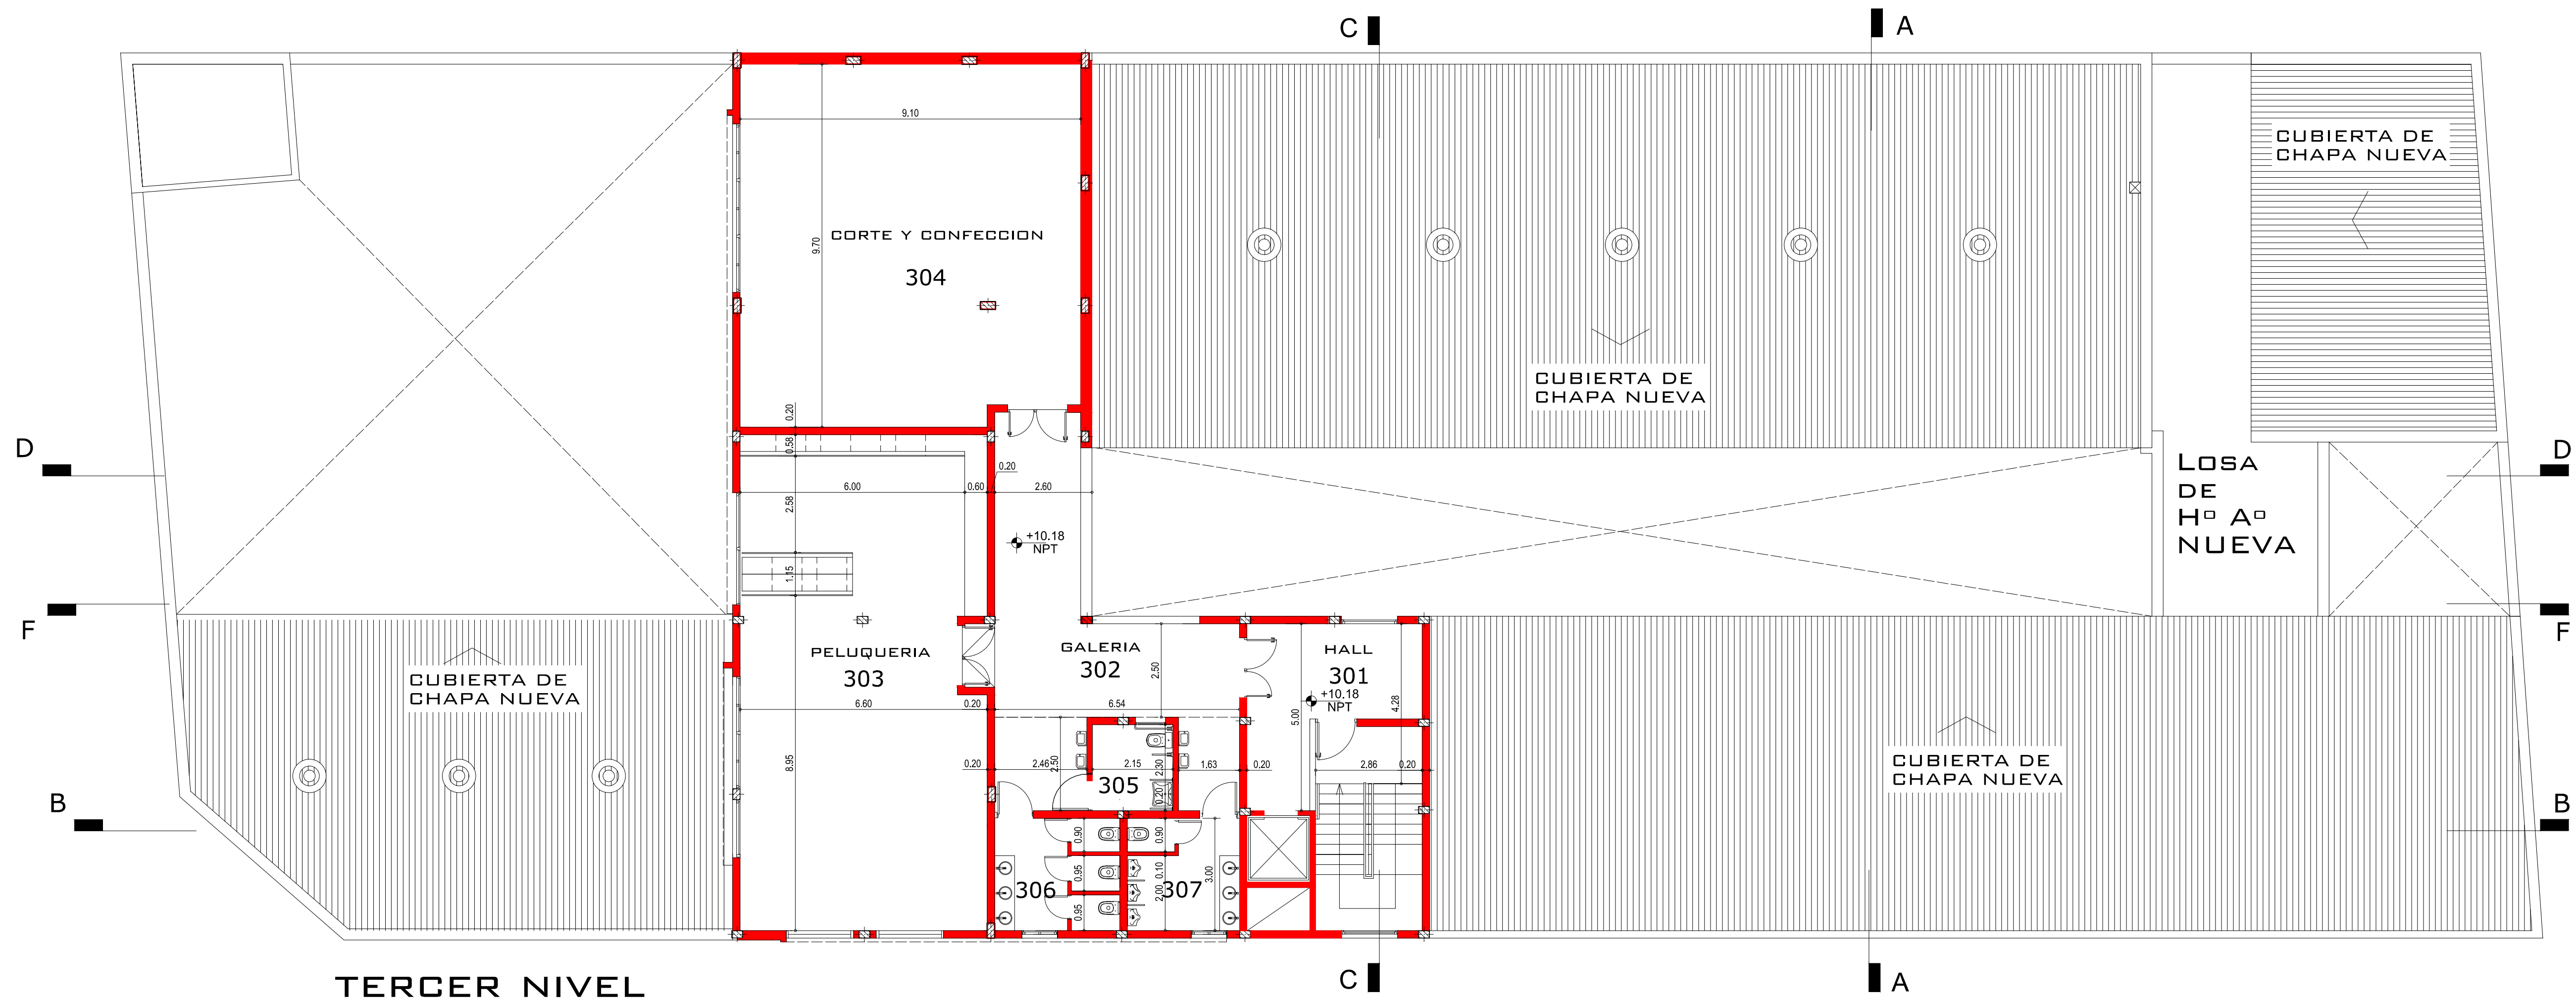 C
A
CUBIERTA DE
CHAPA NUEVA
9.10
9.70
CORTE Y CONFECCION
304
CUBIERTA DE
CHAPA NUEVA
0.20
0.58
D
D
LOSA
DE
Hº Aº
NUEVA
0.20
6.00
0.60
2.60
2.58
+10.18
NPT
1.15
F
F
PELUQUERIA
303
GALERIA
302
2.50
HALL
301
+10.18
NPT
CUBIERTA DE
CHAPA NUEVA
6.60
0.20
6.54
5.00
4.28
CUBIERTA DE
CHAPA NUEVA
8.95
0.20
2.46
2.50
2.15
2.30
1,63
0.20
2,86
0.20
305
0.20
B
B
0.90
0.90
3.00
0.95
0.10
306
2,00
307
0.95
TERCER NIVEL
C
A